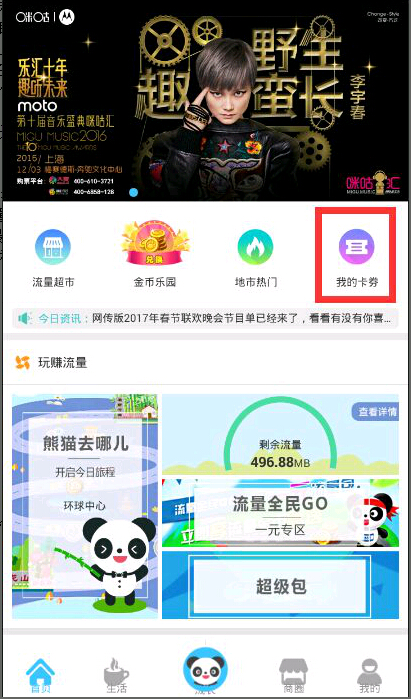 咪咕 | M
Change · Style
乐汇十年
趣听未来
moto
第十届音乐盛典咪咕汇
MIGU MUSIC 2016
THE 10 MIGU MUSIC AWARDS
2016/上海
12/03 梅赛德斯-奔驰文化中心
购票平台:
400-610-3721
400-6858-128
野生
趣
蛮长
李宇春
咪咕汇
流量超市
兑换
金币乐园
地市热门
我的卡券
今日资讯:
网传版2017年春节联欢晚会节目单已经来了,看看有没有你喜...
玩赚流量
熊猫去哪儿
开启今日旅程
环球中心
查看详情
剩余流量
496.88MB
流量全民GO
一元专区
超级包
首页
生活
成长
商圈
我的